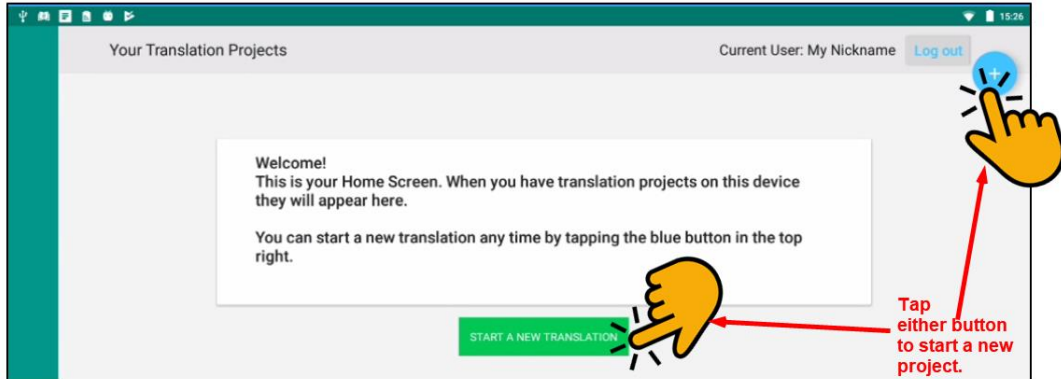 15:26
Your Translation Projects
Current User: My Nickname
Log out
+
Welcome!
This is your Home Screen. When you have translation projects on this device
they will appear here.
You can start a new translation any time by tapping the blue button in the top
right.
START A NEW TRANSLATION
Tap
either button
to start a new
project.